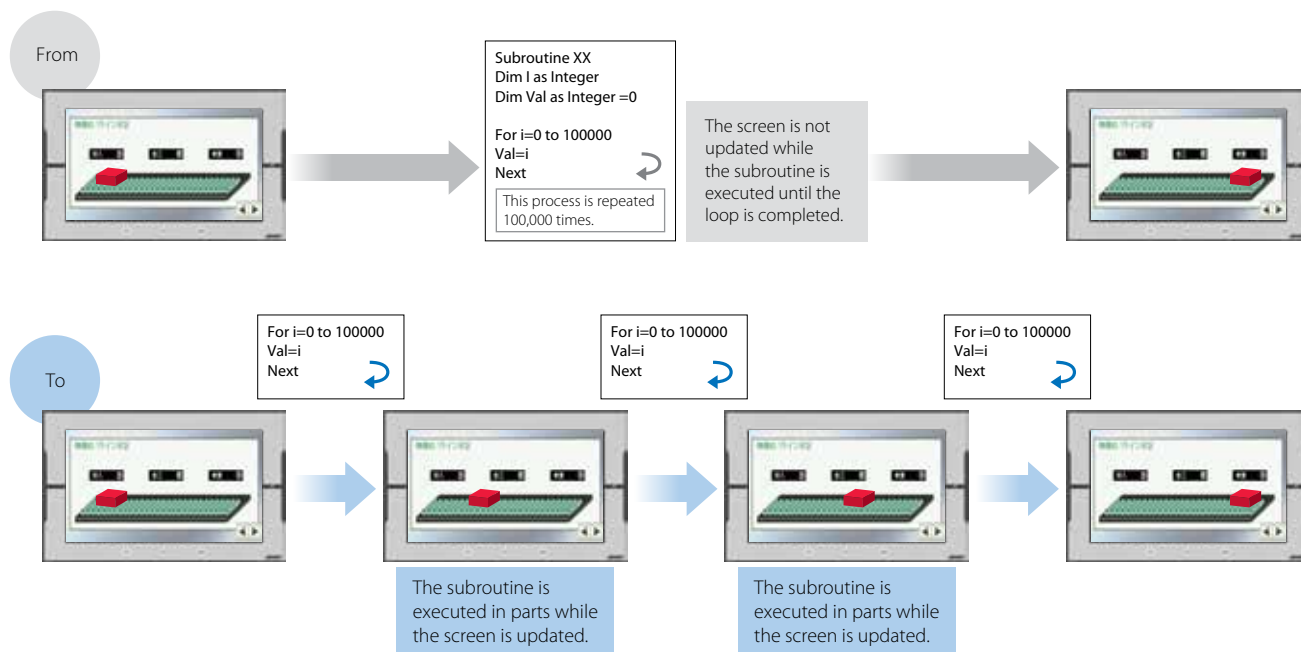 From
Subroutine XX
Dim I as Integer
Dim Val as Integer =0
For i=0 to 100000
Val=i
Next
This process is repeated
100,000 times.
The screen is not
updated while
the subroutine is
executed until the
loop is completed.
To
For i=0 to 100000
Val=i
Next
For i=0 to 100000
Val=i
Next
For i=0 to 100000
Val=i
Next
The subroutine is
executed in parts while
the screen is updated.
The subroutine is
executed in parts while
the screen is updated.